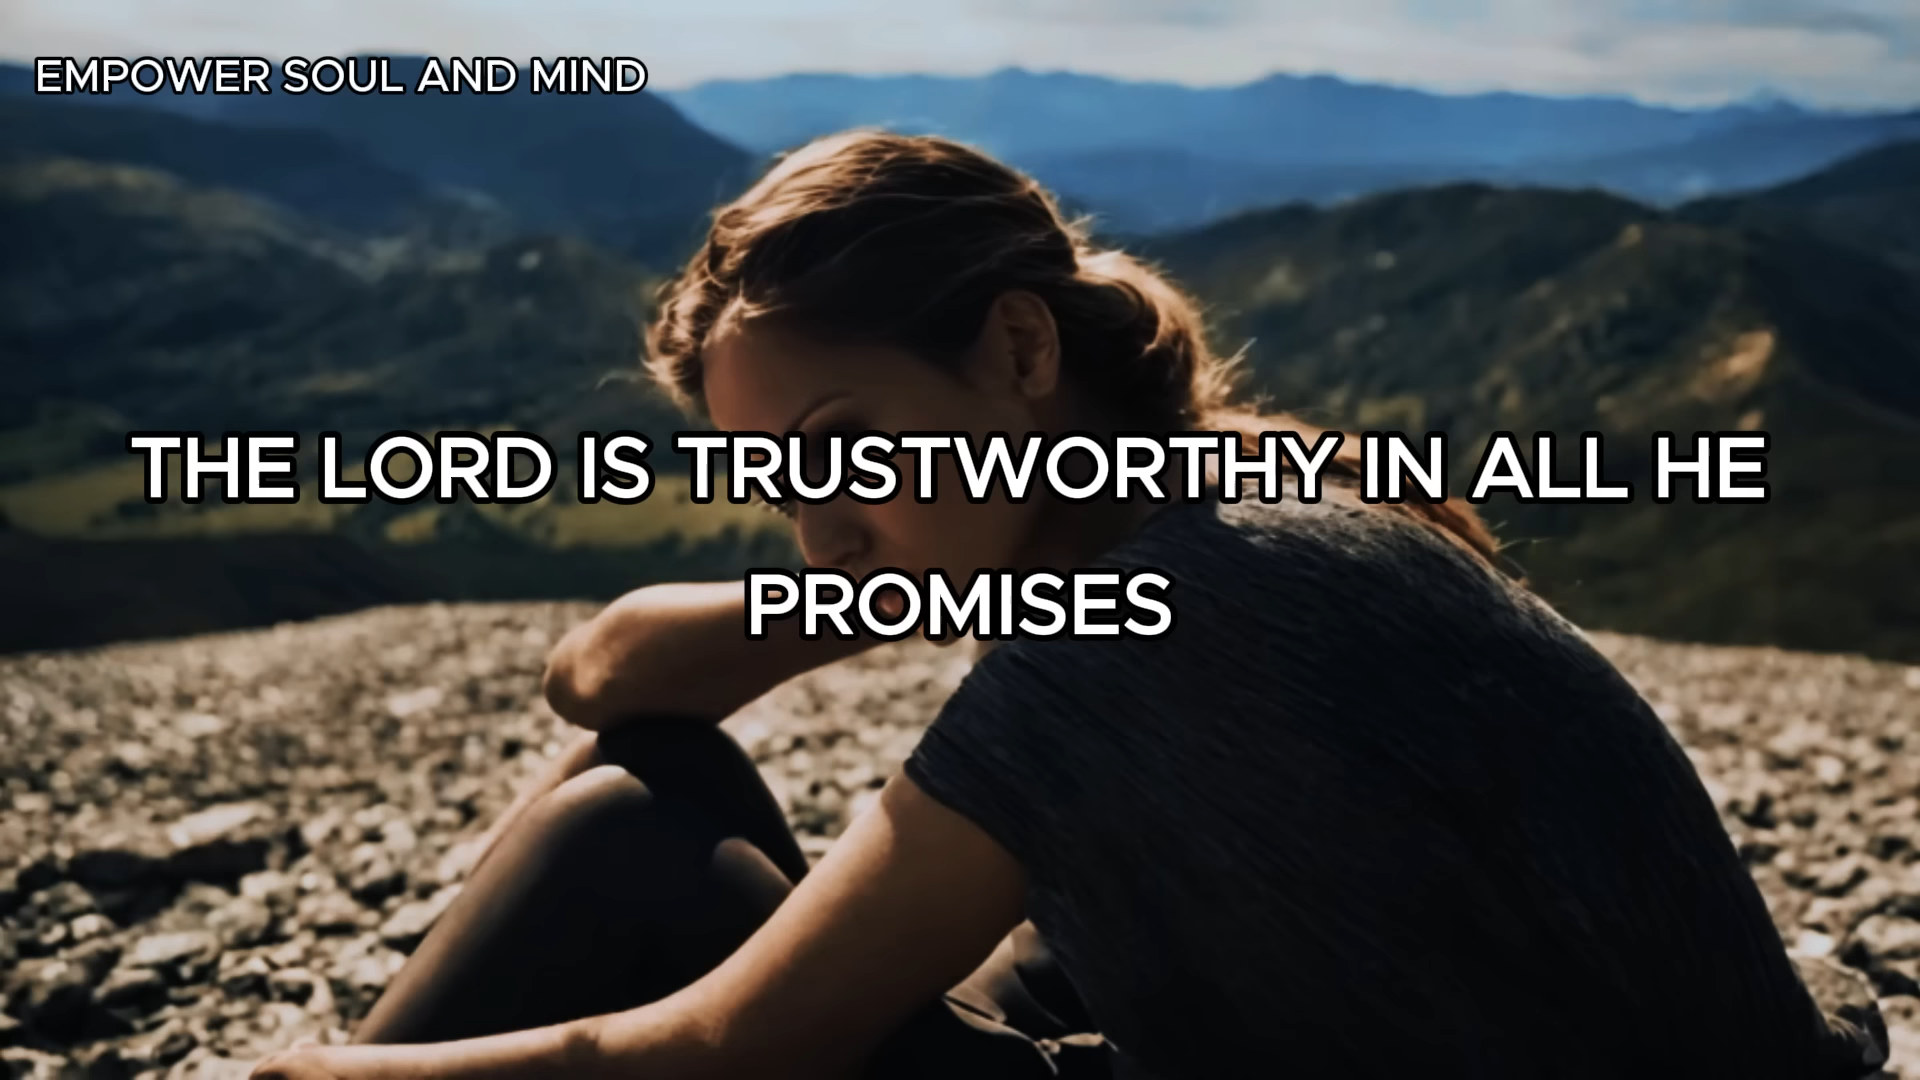 EMPOWER SOUL AND MIND
THE LORD IS TRUSTWORTHY IN ALL HE
PROMISES